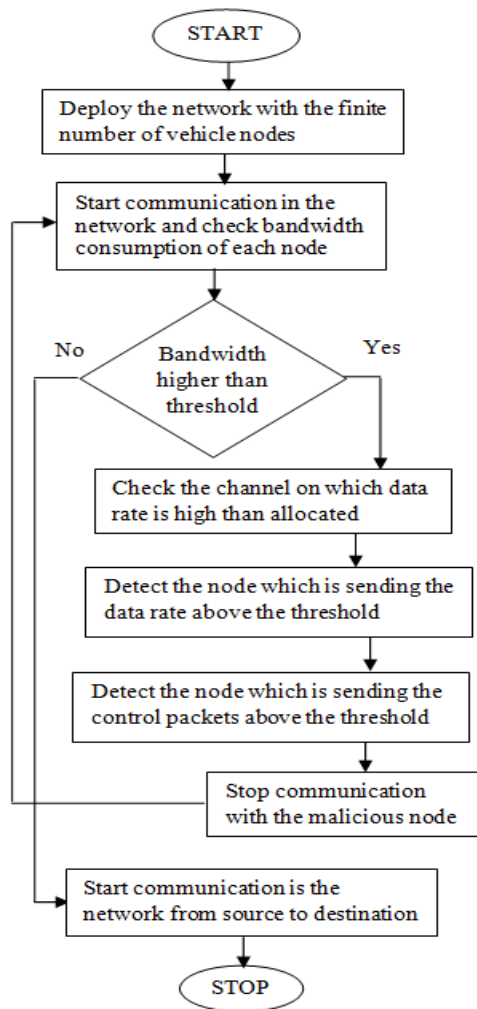 START
Deploy the network with the finite
number of vehicle nodes
Start communication in the
network and check bandwidth
consumption of each node
No
Yes
Bandwidth
higher than
threshold
Check the channel on which data
rate is high than allocated
Detect the node which is sending the
data rate above the threshold
Detect the node which is sending the
control packets above the threshold
Stop communication
with the malicious node
Start communication is the
network from source to destination
STOP